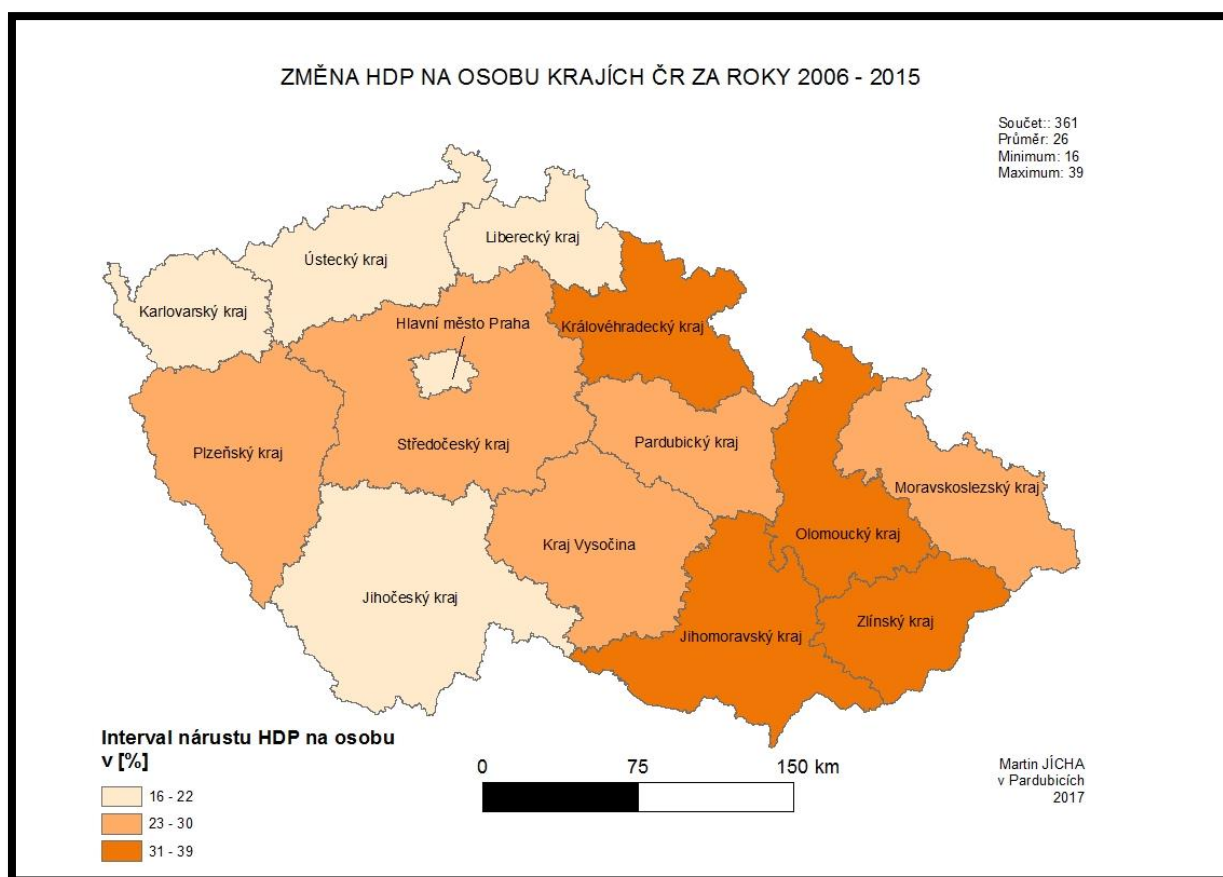 ZMĚNA HDP NA OSOBU KRAJÍCH ČR ZA ROKY 2006 - 2015
Součet:: 361
Průměr: 26
Minimum: 16
Maximum: 39
Liberecký kraj
Ústecký kraj
Karlovarský kraj
Hlavní město Praha
Královéhradecký kraj
Středočeský kraj
Pardubický kraj
Plzeňský kraj
Moravskoslezský kraj
Olomoucký kraj
Kraj Vysočina
Jihočeský kraj
Zlínský kraj
Jihomoravský kraj
Interval nárustu HDP na osobu
v [%]
16 - 22
23 - 30
31 - 39
0 75 150 km
Martin JÍCHA
v Pardubicích
2017